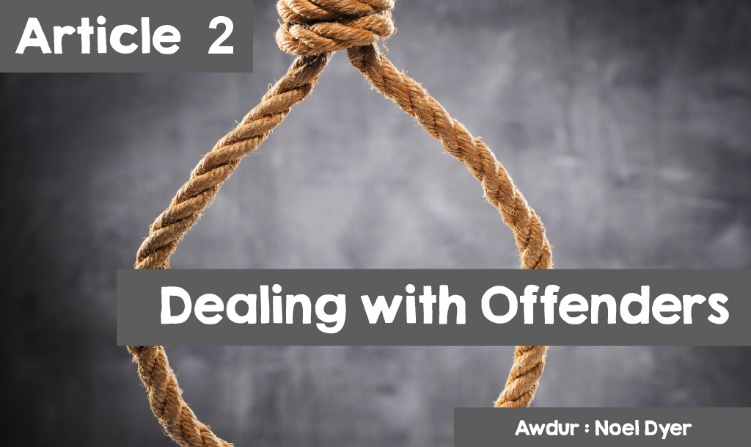 Article 2
Dealing with Offenders
Awdur : Noel Dyer